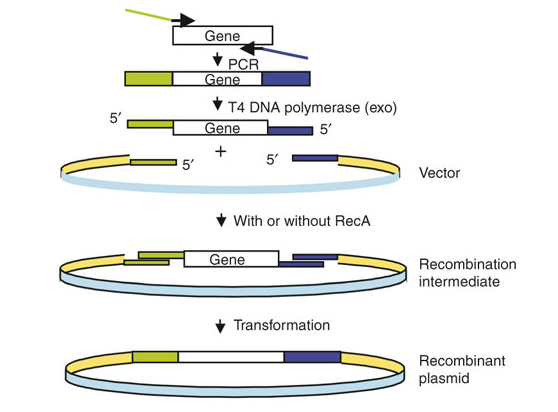 Gene
PCR
Gene
T4 DNA polymerase (exo)
5′
Gene
5′
+
5′
5′
Vector
With or without RecA
Gene
Recombination
intermediate
Transformation
Recombinant
plasmid